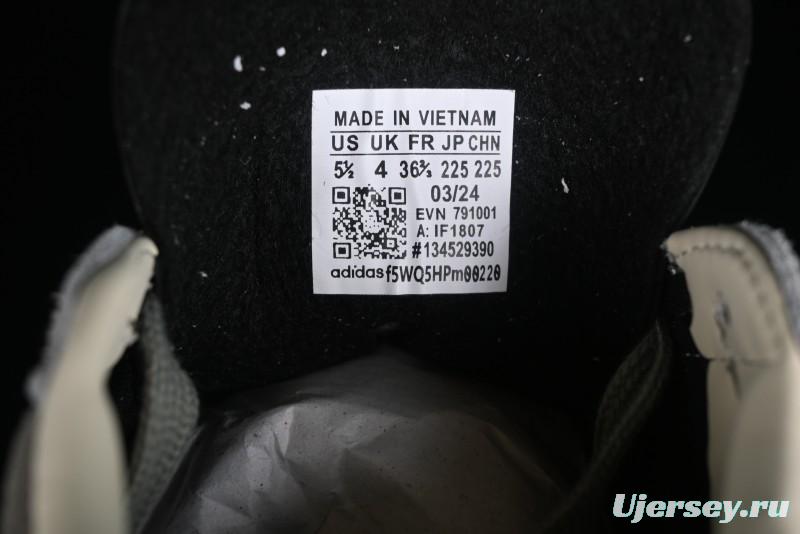 MADE IN VIETNAM
US UK FR JP CHN
5½ 4 36⅔ 225 225
03/24
EVN 791001
A: IF1807
#134529390
adidas f5WQ5HPm00220
Ujersey.ru